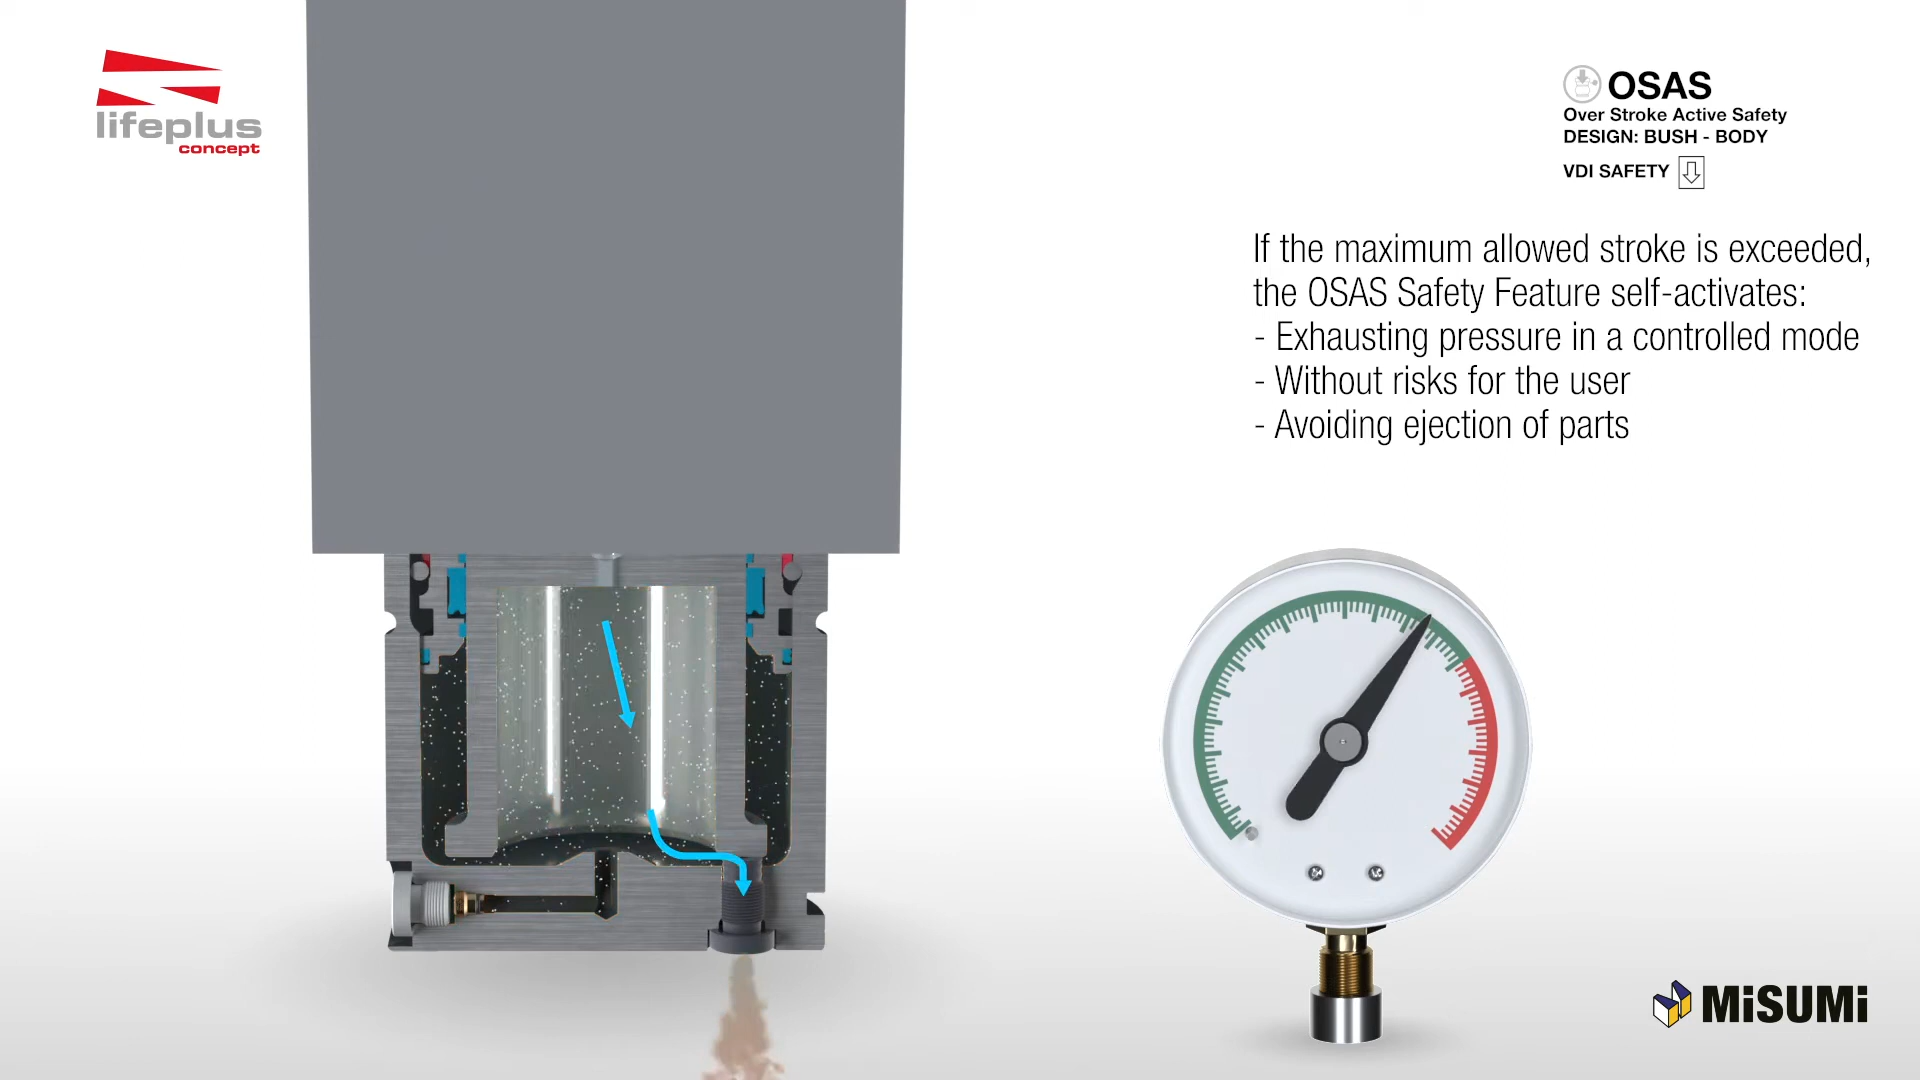 lifeplus
concept
OSAS
Over Stroke Active Safety
DESIGN: BUSH - BODY
VDI SAFETY
If the maximum allowed stroke is exceeded,
the OSAS Safety Feature self-activates:
- Exhausting pressure in a controlled mode
- Without risks for the user
- Avoiding ejection of parts
MiSUMi